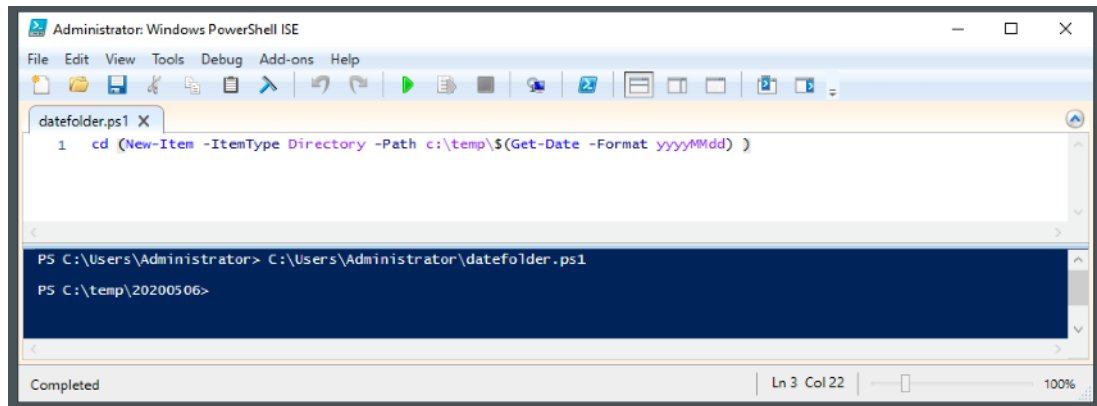 Administrator: Windows PowerShell ISE
File Edit View Tools Debug Add-ons Help
datefolder.ps1 X
1 cd (New-Item -ItemType Directory -Path c:\temp\$(Get-Date -Format yyyyMMdd) )
PS C:\Users\Administrator> C:\Users\Administrator\datefolder.ps1
PS C:\temp\20200506>
Completed Ln 3 Col 22 100%